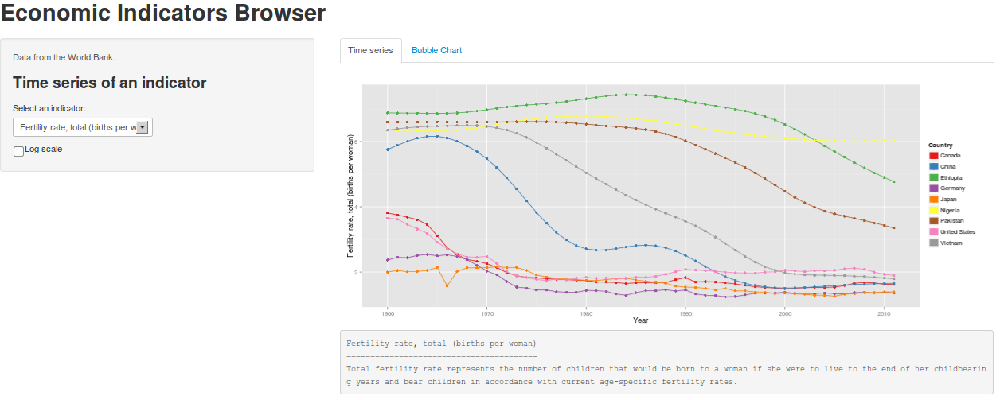 Economic Indicators Browser
Data from the World Bank.
Time series of an indicator
Select an indicator:
Fertility rate, total (births per w
Log scale
Time series
Bubble Chart
Fertility rate, total (births per woman)
6
4
2
1960
1970
1980
1990
2000
2010
Year
Country
Canada
China
Ethiopia
Germany
Japan
Nigeria
Pakistan
United States
Vietnam
Fertility rate, total (births per woman)
========================================
Total fertility rate represents the number of children that would be born to a woman if she were to live to the end of her childbearin
g years and bear children in accordance with current age-specific fertility rates.